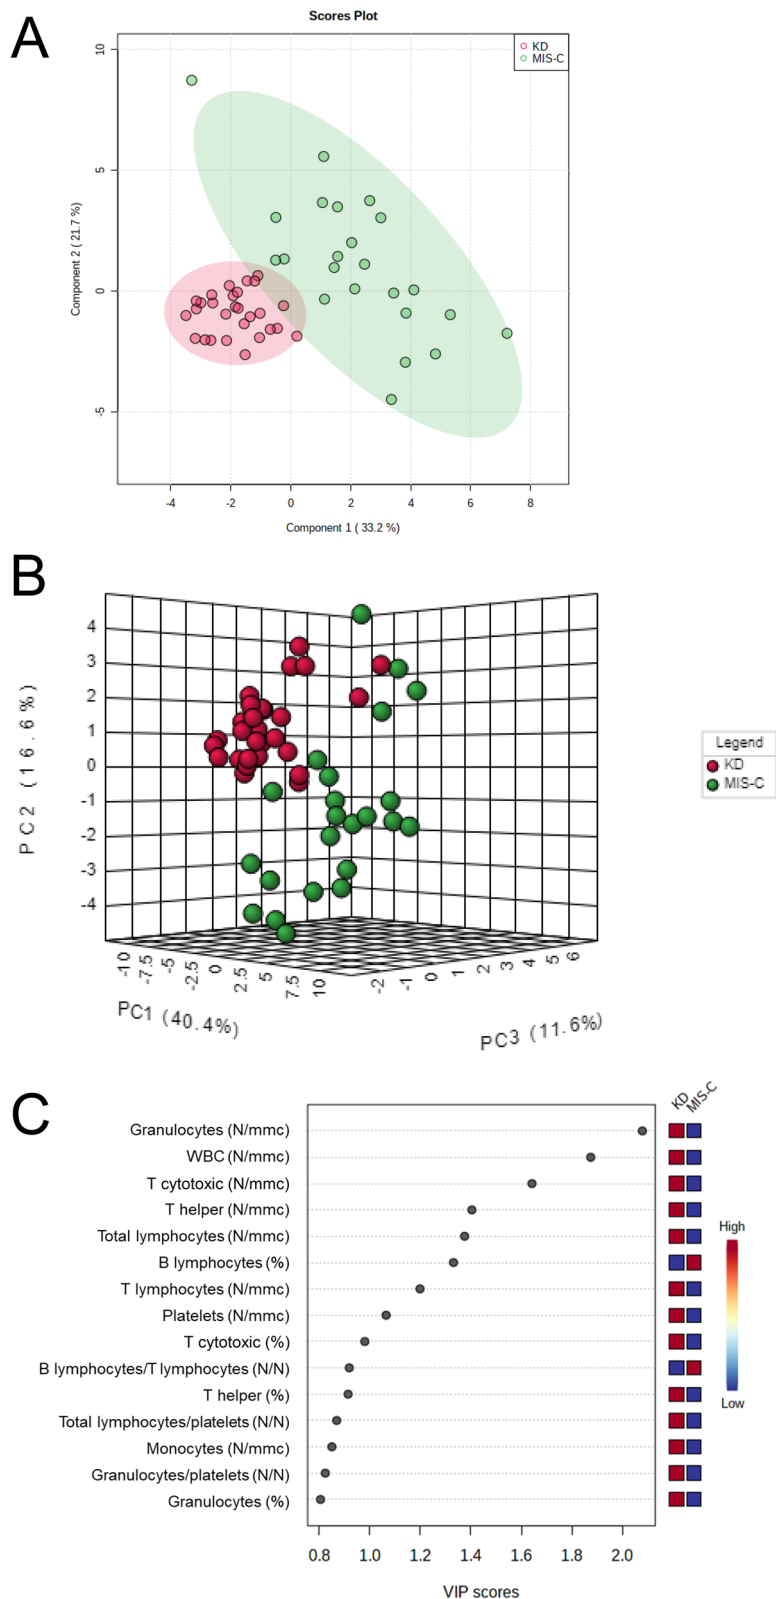 A
Scores Plot
KD
MIS-C
10
5
0
-5
Component 2 ( 21.7 %)
-4 -2 0 2 4 6 8
Component 1 ( 33.2 %)
B
4
3
2
1
0
-1
-2
-3
-4
PC2 (16.6%)
-10 -7.5 -5 -2.5 0 2.5 5 7.5 10
PC1 (40.4%)
-2 -1 0 1 2 3 4 5 6
PC3 (11.6%)
Legend
KD
MIS-C
C
KD MIS-C
Granulocytes (N/mmc)
WBC (N/mmc)
T cytotoxic (N/mmc)
T helper (N/mmc)
Total lymphocytes (N/mmc)
B lymphocytes (%)
T lymphocytes (N/mmc)
Platelets (N/mmc)
T cytotoxic (%)
B lymphocytes/T lymphocytes (N/N)
T helper (%)
Total lymphocytes/platelets (N/N)
Monocytes (N/mmc)
Granulocytes/platelets (N/N)
Granulocytes (%)
High
Low
0.8 1.0 1.2 1.4 1.6 1.8 2.0
VIP scores